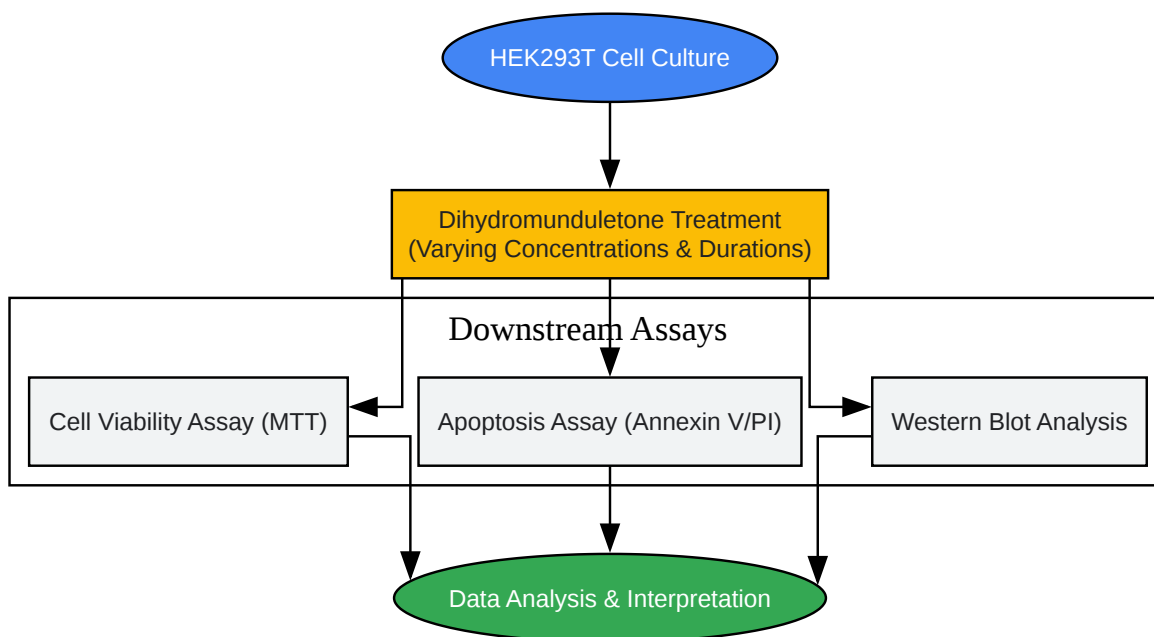 HEK293T Cell Culture
Dihydromunduletone Treatment
(Varying Concentrations & Durations)
Downstream Assays
Cell Viability Assay (MTT)
Apoptosis Assay (Annexin V/PI)
Western Blot Analysis
Data Analysis & Interpretation